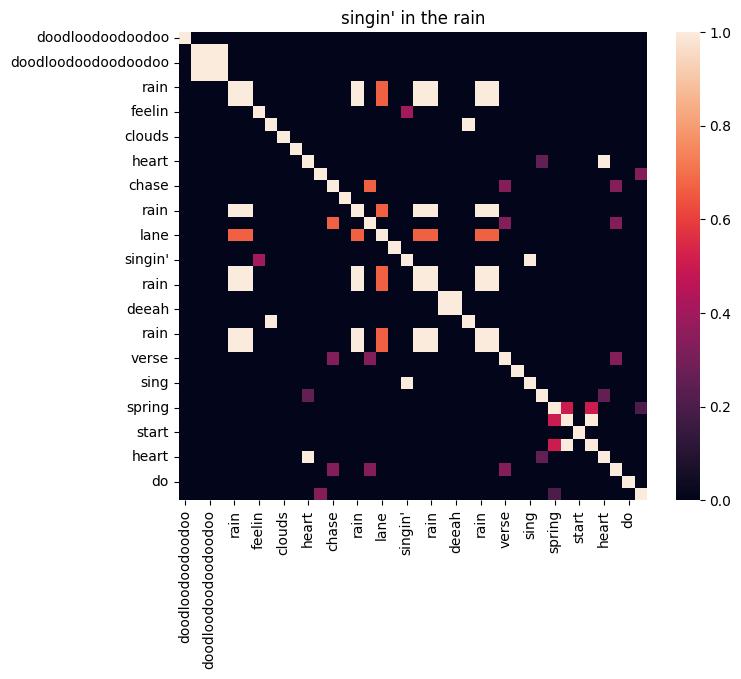 singin' in the rain
doodloodoodoodoo
doodloodoodoodoodoo
rain
feelin
clouds
heart
chase
rain
lane
singin'
rain
deeah
rain
verse
sing
spring
start
heart
do
1.0
0.8
0.6
0.4
0.2
0.0
doodloodoodoodoo
doodloodoodoodoodoo
rain
feelin
clouds
heart
chase
rain
lane
singin'
rain
deeah
rain
verse
sing
spring
start
heart
do